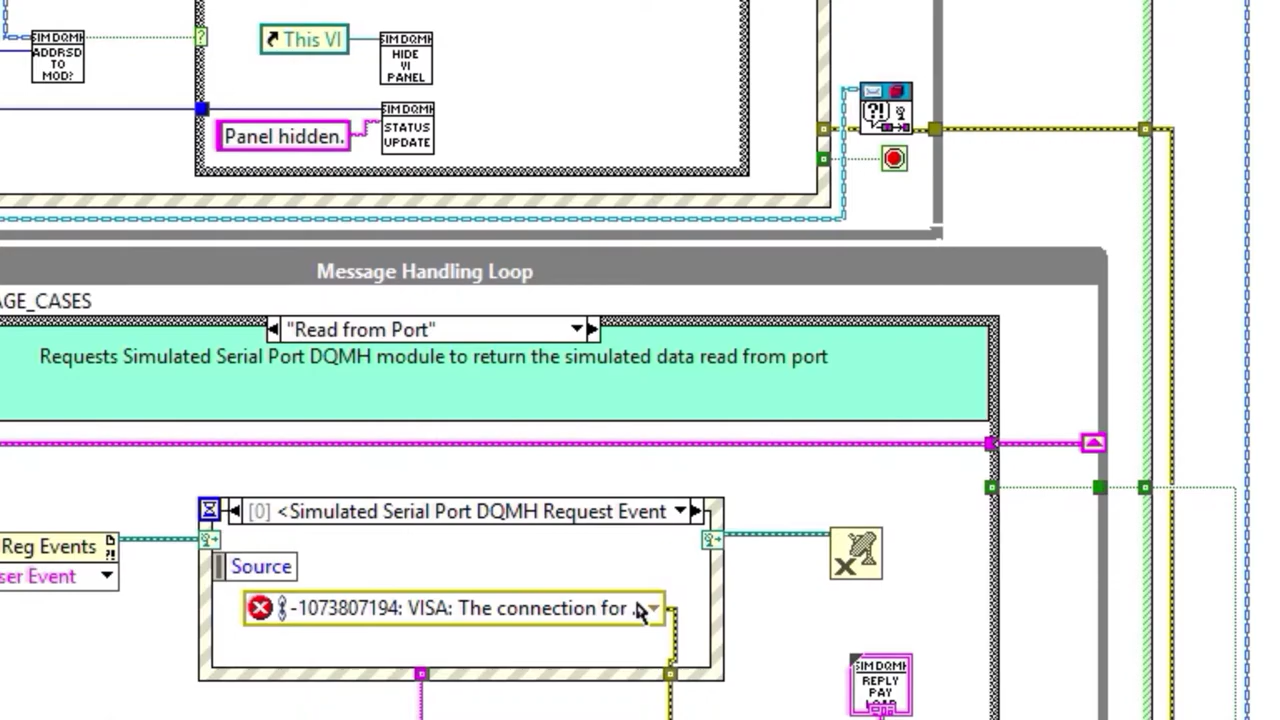 SIM DQMH
ADDRSD
TO
MOD?
?
This VI
SIM DQMH
HIDE
VI
PANEL
Panel hidden.
SIM DQMH
STATUS
UPDATE
?!
Message Handling Loop
AGE_CASES
"Read from Port"
Requests Simulated Serial Port DQMH module to return the simulated data read from port
[0] <Simulated Serial Port DQMH Request Event
Reg Events
ser Event
Source
-1073807194: VISA: The connection for
SIM DQMH
REPLY
PAY